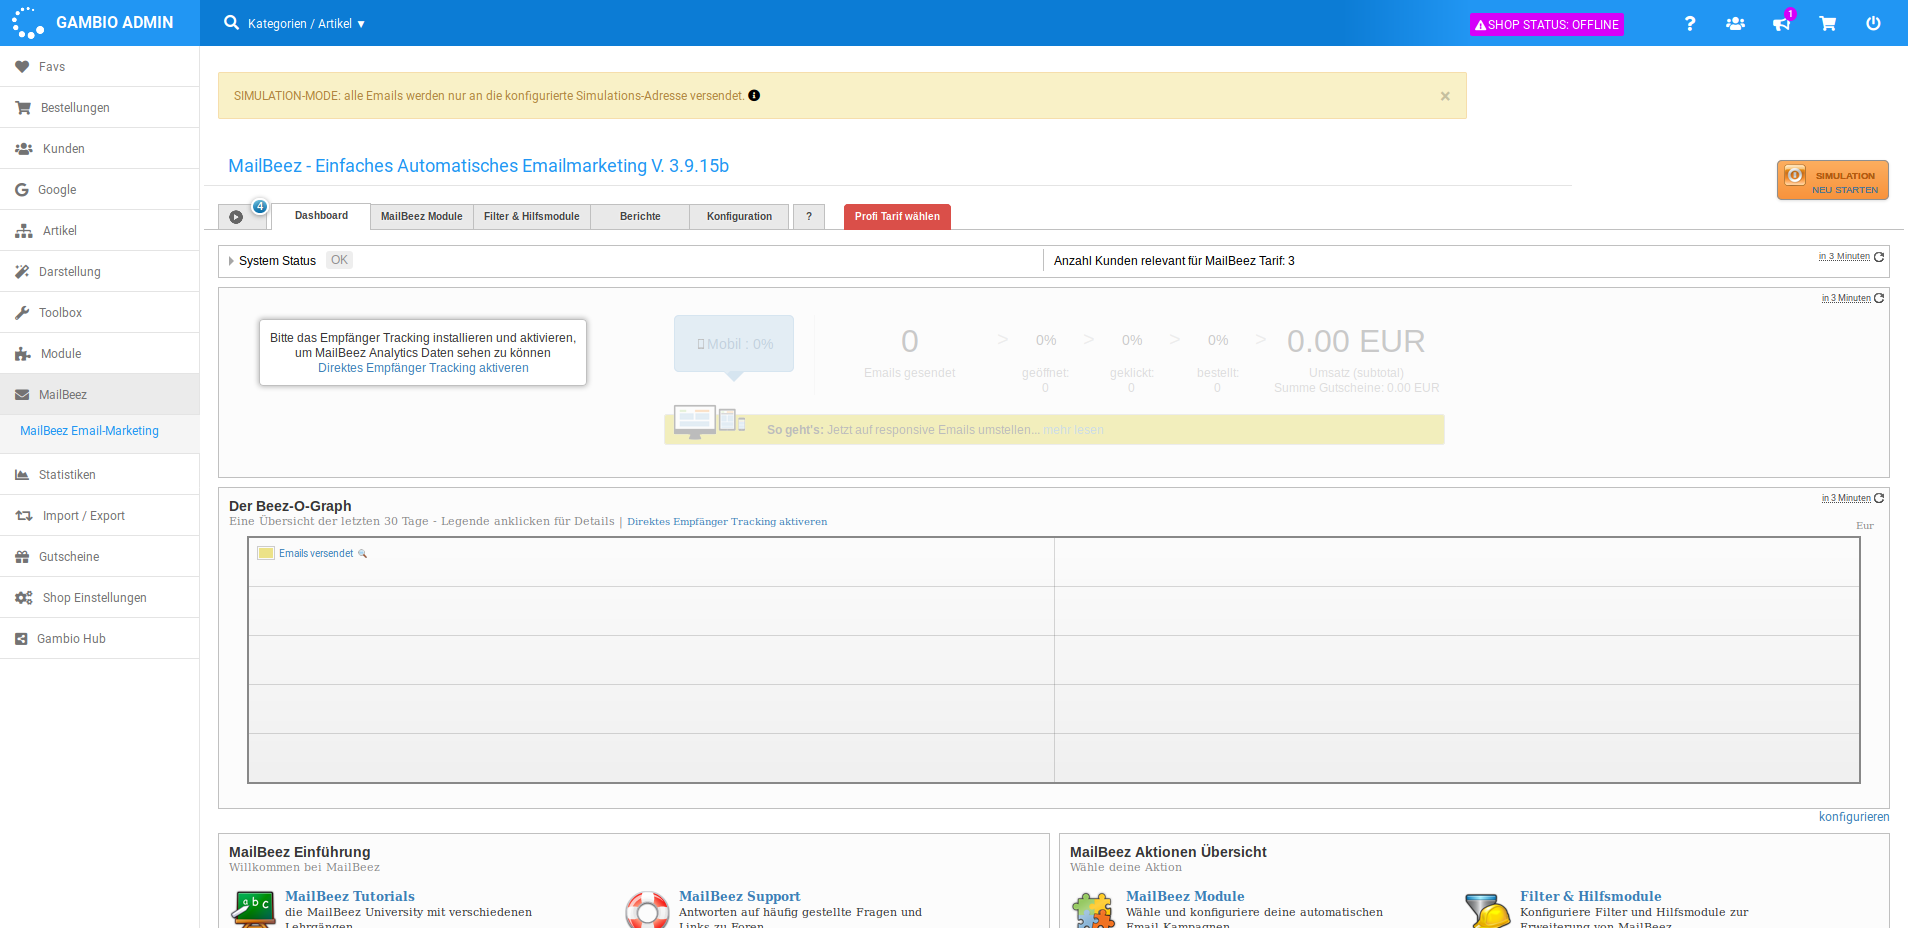 GAMBIO ADMIN
Kategorien / Artikel ▼
SHOP STATUS: OFFLINE
1
Favs
Bestellungen
Kunden
Google
Artikel
Darstellung
Toolbox
Module
MailBeez
MailBeez Email-Marketing
Statistiken
Import / Export
Gutscheine
Shop Einstellungen
Gambio Hub
SIMULATION-MODE: alle Emails werden nur an die konfigurierte Simulations-Adresse versendet.
×
MailBeez - Einfaches Automatisches Emailmarketing V. 3.9.15b
SIMULATION
NEU STARTEN
4
Dashboard
MailBeez Module
Filter & Hilfsmodule
Berichte
Konfiguration
?
Profi Tarif wählen
System Status OK
Anzahl Kunden relevant für MailBeez Tarif: 3
in 3 Minuten
in 3 Minuten
Bitte das Empfänger Tracking installieren und aktivieren,
um MailBeez Analytics Daten sehen zu können
Direktes Empfänger Tracking aktiveren
Mobil : 0%
0 > 0% > 0% > 0% > 0.00 EUR
Emails gesendet geöffnet: geklickt: bestellt: Umsatz (subtotal)
0 0 0 Summe Gutscheine: 0.00 EUR
So geht's: Jetzt auf responsive Emails umstellen... mehr lesen
Der Beez-O-Graph
in 3 Minuten
Eine Übersicht der letzten 30 Tage - Legende anklicken für Details | Direktes Empfänger Tracking aktiveren
Eur
Emails versendet
konfigurieren
MailBeez Einführung
Willkommen bei MailBeez
MailBeez Tutorials
die MailBeez University mit verschiedenen
Lehrgängen
MailBeez Support
Antworten auf häufig gestellte Fragen und
Links zu Foren
MailBeez Aktionen Übersicht
Wähle deine Aktion
MailBeez Module
Wähle und konfiguriere deine automatischen
Email Kampagnen
Filter & Hilfsmodule
Konfiguriere Filter und Hilfsmodule zur
Erweiterung von MailBeez